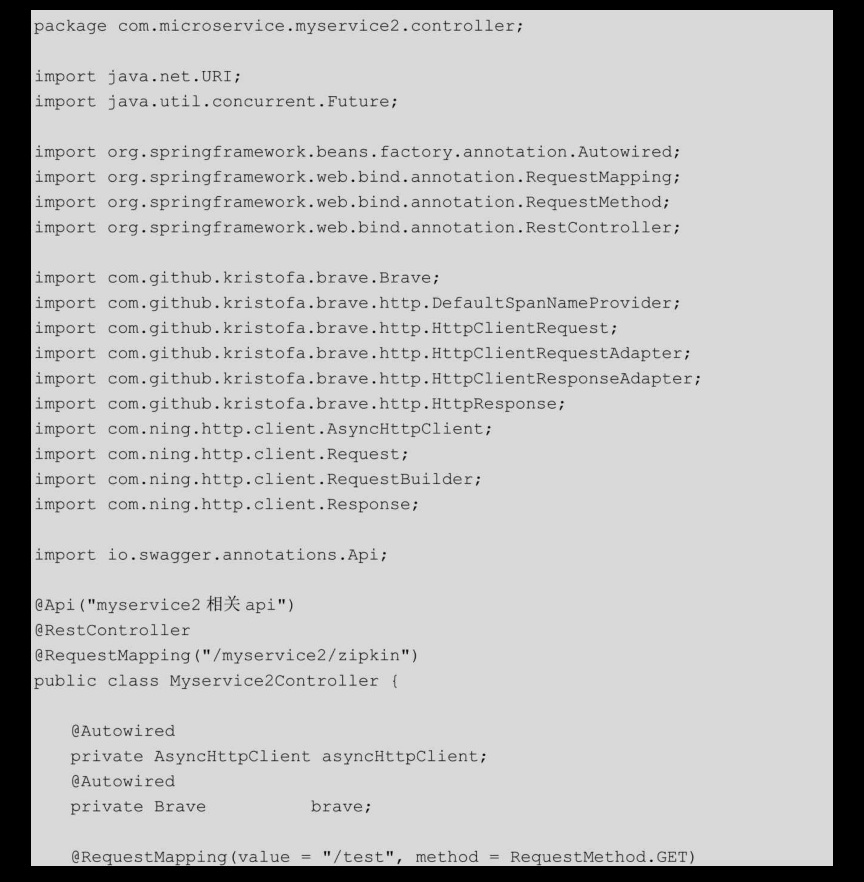 package com.microservice.myservice2.controller;

import java.net.URI;
import java.util.concurrent.Future;

import org.springframework.beans.factory.annotation.Autowired;
import org.springframework.web.bind.annotation.RequestMapping;
import org.springframework.web.bind.annotation.RequestMethod;
import org.springframework.web.bind.annotation.RestController;

import com.github.kristofa.brave.Brave;
import com.github.kristofa.brave.http.DefaultSpanNameProvider;
import com.github.kristofa.brave.http.HttpClientRequest;
import com.github.kristofa.brave.http.HttpClientRequestAdapter;
import com.github.kristofa.brave.http.HttpClientResponseAdapter;
import com.github.kristofa.brave.http.HttpResponse;
import com.ning.http.client.AsyncHttpClient;
import com.ning.http.client.Request;
import com.ning.http.client.RequestBuilder;
import com.ning.http.client.Response;

import io.swagger.annotations.Api;

@Api("myservice2 相关 api")
@RestController
@RequestMapping("/myservice2/zipkin")
public class Myservice2Controller {

    @Autowired
    private AsyncHttpClient asyncHttpClient;
    @Autowired
    private Brave           brave;

    @RequestMapping(value = "/test", method = RequestMethod.GET)